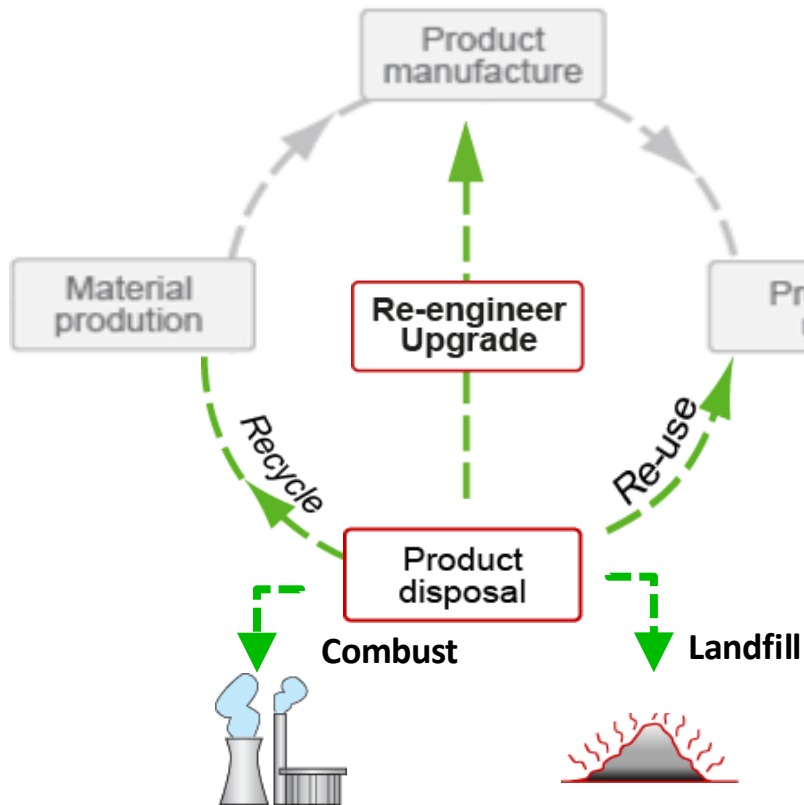 Product
manufacture
Material
prodution
Re-engineer
Upgrade
Recycle
Re-use
Product
disposal
Combust
Landfill